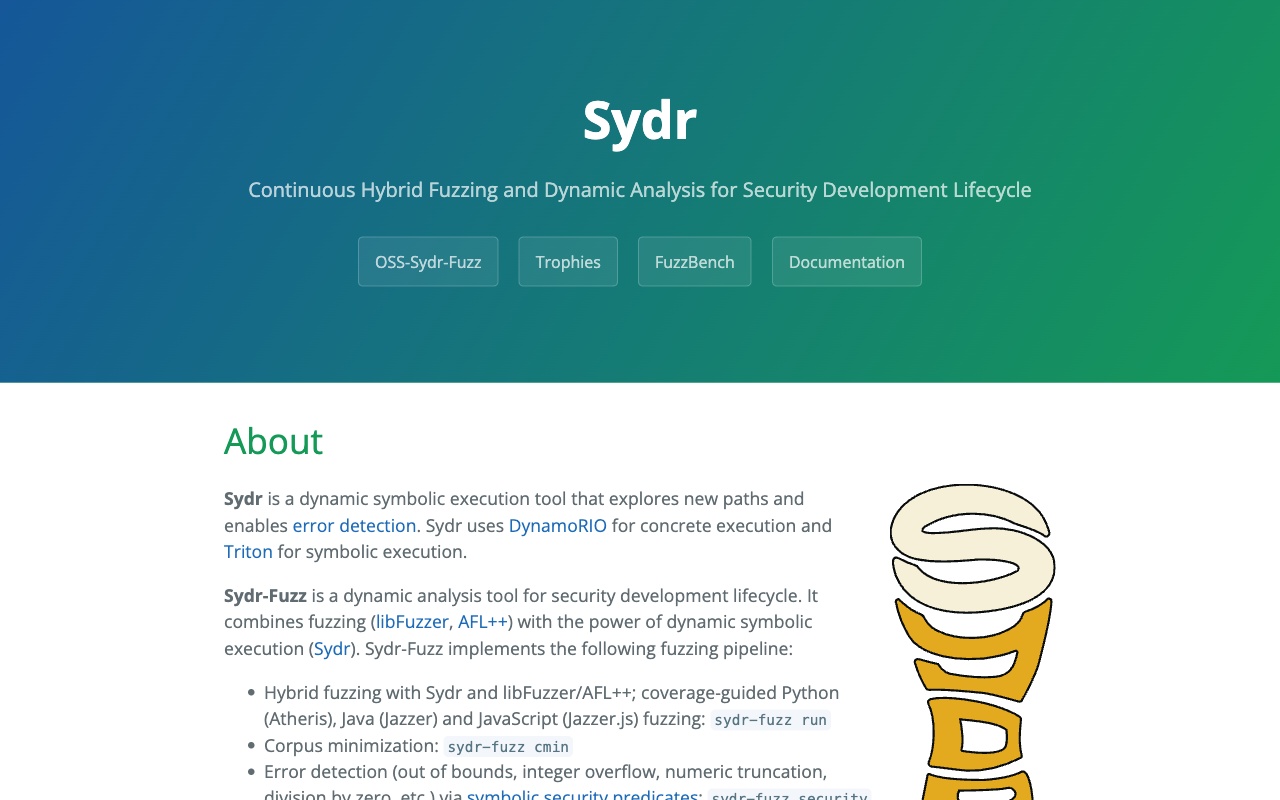 Sydr
Continuous Hybrid Fuzzing and Dynamic Analysis for Security Development Lifecycle
OSS-Sydr-Fuzz
Trophies
FuzzBench
Documentation
About
Sydr is a dynamic symbolic execution tool that explores new paths and
enables error detection. Sydr uses DynamoRIO for concrete execution and
Triton for symbolic execution.
Sydr-Fuzz is a dynamic analysis tool for security development lifecycle. It
combines fuzzing (libFuzzer, AFL++) with the power of dynamic symbolic
execution (Sydr). Sydr-Fuzz implements the following fuzzing pipeline:
• Hybrid fuzzing with Sydr and libFuzzer/AFL++; coverage-guided Python
(Atheris), Java (Jazzer) and JavaScript (Jazzer.js) fuzzing: sydr-fuzz run
• Corpus minimization: sydr-fuzz cmin
• Error detection (out of bounds, integer overflow, numeric truncation,
division by zero, etc.) via symbolic security predicates: sydr-fuzz security
SYDR